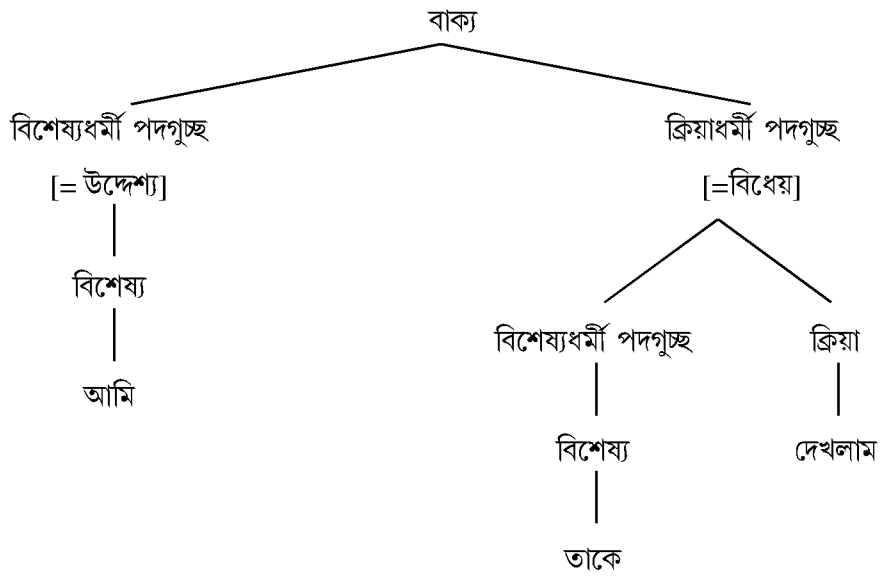 বাক্য
বিশেষ্যধর্মী পদগুচ্ছ ক্রিয়াধর্মী পদগুচ্ছ
[= উদ্দেশ্য] [=বিধেয়]
বিশেষ্য
বিশেষ্যধর্মী পদগুচ্ছ ক্রিয়া
আমি
বিশেষ্য দেখলাম
তাকে